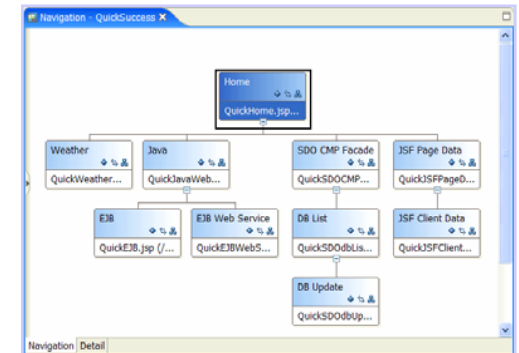 Navigation - QuickSuccess
Home
QuickHome.jsp...
Weather
QuickWeather...
Java
QuickJavaWeb...
SDO CMP Facade
QuickSDOCMP...
JSF Page Data
QuickJSFPageD...
EJB
QuickEJB.jsp (/...
EJB Web Service
QuickEJBWebS...
DB List
QuickSDOdbLis...
JSF Client Data
QuickJSFClient...
DB Update
QuickSDOdbUp...
Navigation Detail